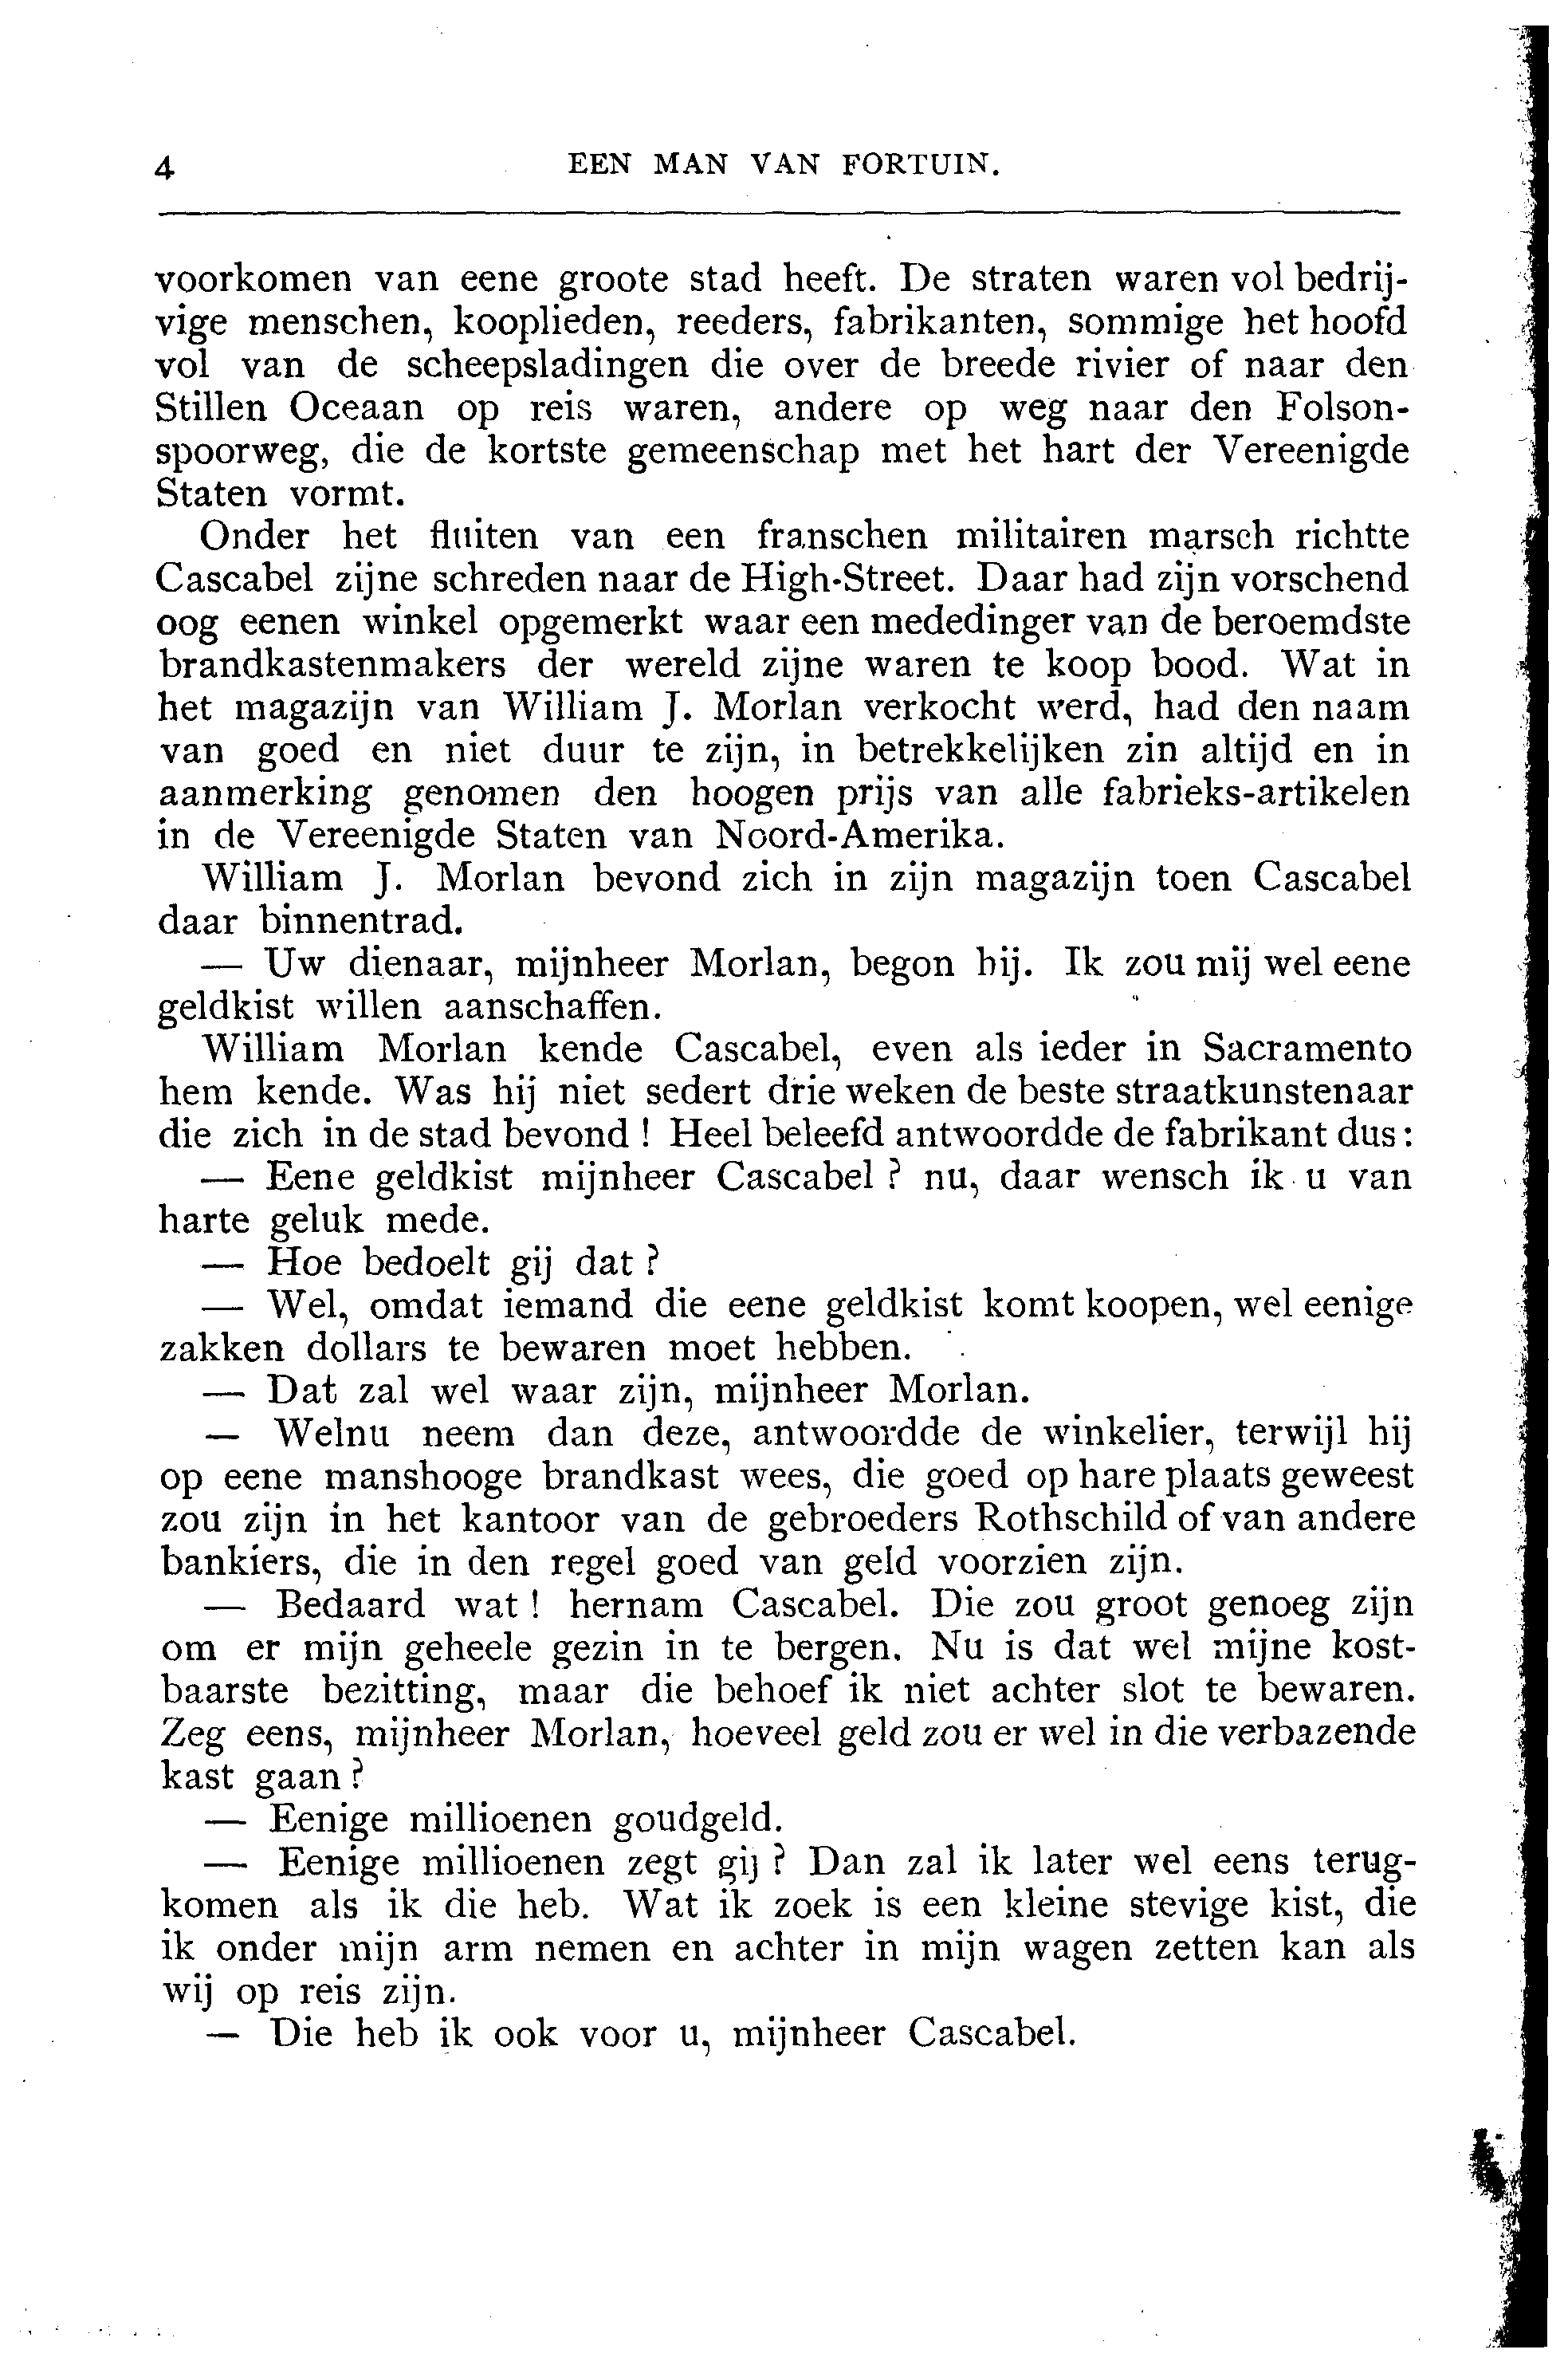 4 EEN MAN VAN FORTUIN.
voorkomen van eene groote stad heeft. De straten waren vol bedrij-
vige menschen, kooplieden, reeders, fabrikanten, sommige het hoofd
vol van de scheepsladingen die over de breede rivier of naar den
Stillen Oceaan op reis waren, andere op weg naar den Folson-
spoorweg, die de kortste gemeenschap met het hart der Vereenigde
Staten vormt.
Onder het fluiten van een franschen militairen marsch richtte
Cascabel zijne schreden naar de High-Street. Daar had zijn vorschend
oog eenen winkel opgemerkt waar een mededinger van de beroemdste
brandkastenmakers der wereld zijne waren te koop bood. Wat in
het magazijn van William J. Morlan verkocht werd, had den naam
van goed en niet duur te zijn, in betrekkelijken zin altijd en in
aanmerking genomen den hoogen prijs van alle fabrieks-artikelen
in de Vereenigde Staten van Noord-Amerika.
William J. Morlan bevond zich in zijn magazijn toen Cascabel
daar binnentrad.
— Uw dienaar, mijnheer Morlan, begon hij. Ik zou mij wel eene
geldkist willen aanschaffen.
William Morlan kende Cascabel, even als ieder in Sacramento
hem kende. Was hij niet sedert drie weken de beste straatkunstenaar
die zich in de stad bevond ! Heel beleefd antwoordde de fabrikant dus:
— Eene geldkist mijnheer Cascabel ? nu, daar wensch ik u van
harte geluk mede.
— Hoe bedoelt gij dat ?
— Wel, omdat iemand die eene geldkist komt koopen, wel eenige
zakken dollars te bewaren moet hebben.
— Dat zal wel waar zijn, mijnheer Morlan.
— Welnu neem dan deze, antwoordde de winkelier, terwijl hij
op eene manshooge brandkast wees, die goed op hare plaats geweest
zou zijn in het kantoor van de gebroeders Rothschild of van andere
bankiers, die in den regel goed van geld voorzien zijn.
— Bedaard wat ! hernam Cascabel. Die zou groot genoeg zijn
om er mijn geheele gezin in te bergen. Nu is dat wel mijne kost-
baarste bezitting, maar die behoef ik niet achter slot te bewaren.
Zeg eens, mijnheer Morlan, hoeveel geld zou er wel in die verbazende
kast gaan ?
— Eenige millioenen goudgeld.
— Eenige millioenen zegt gij ? Dan zal ik later wel eens terug-
komen als ik die heb. Wat ik zoek is een kleine stevige kist, die
ik onder mijn arm nemen en achter in mijn wagen zetten kan als
wij op reis zijn.
— Die heb ik ook voor u, mijnheer Cascabel.